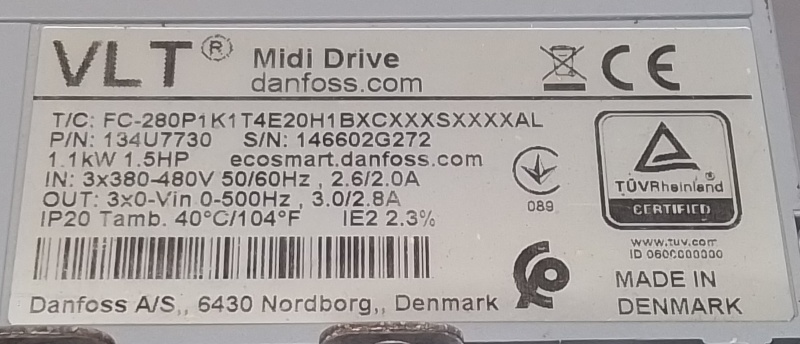 VLT® Midi Drive
danfoss.com
T/C: FC-280P1K1T4E20H1BXCXXXSXXXXAL
P/N: 134U7730 S/N: 146602G272
1.1kW 1.5HP ecosmart.danfoss.com
IN: 3x380-480V 50/60Hz , 2.6/2.0A
OUT: 3x0-Vin 0-500Hz , 3.0/2.8A
IP20 Tamb. 40°C/104°F IE2 2.3%
Danfoss A/S,, 6430 Nordborg,, Denmark
CE
089
TÜVRheinland®
CERTIFIED
www.tuv.com
ID 0600000000
MADE IN
DENMARK